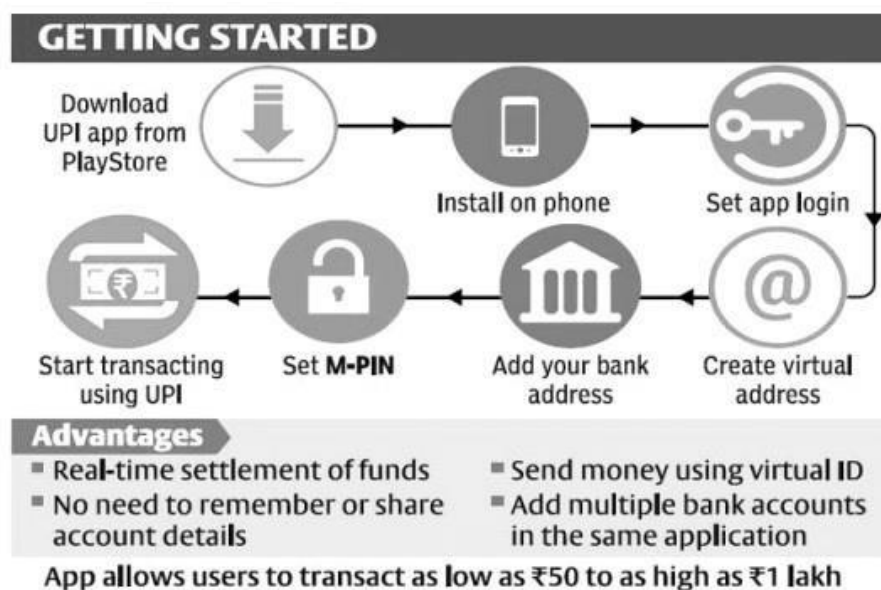 GETTING STARTED
Download
UPI app from
PlayStore
Install on phone
Set app login
Create virtual
address
@
Add your bank
address
Set M-PIN
₹
Start transacting
using UPI
Advantages
Real-time settlement of funds
No need to remember or share
account details
Send money using virtual ID
Add multiple bank accounts
in the same application
App allows users to transact as low as ₹50 to as high as ₹1 lakh